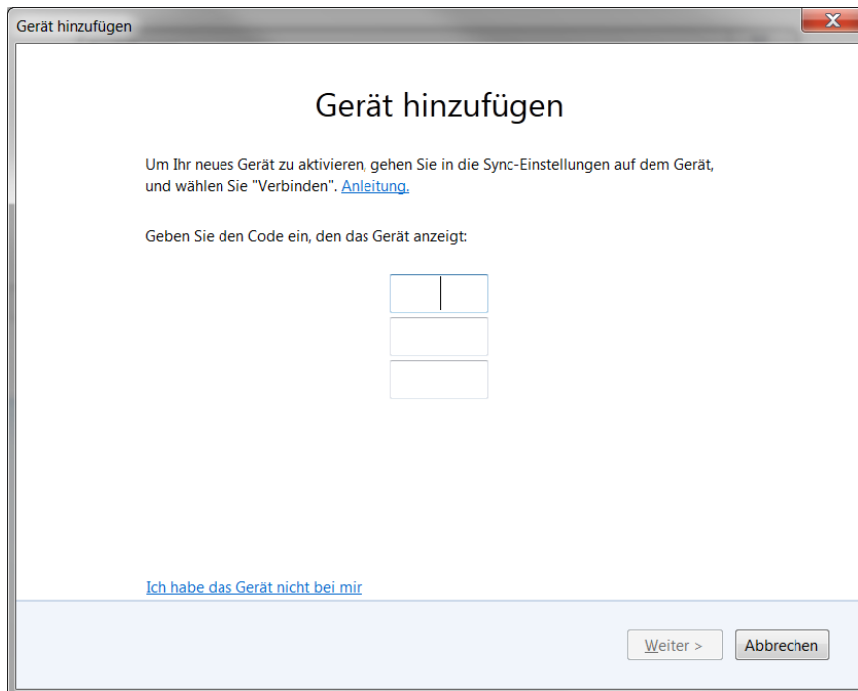 Gerät hinzufügen
Gerät hinzufügen
Um Ihr neues Gerät zu aktivieren, gehen Sie in die Sync-Einstellungen auf dem Gerät,
und wählen Sie "Verbinden". Anleitung.
Geben Sie den Code ein, den das Gerät anzeigt:
Ich habe das Gerät nicht bei mir
Weiter >
Abbrechen